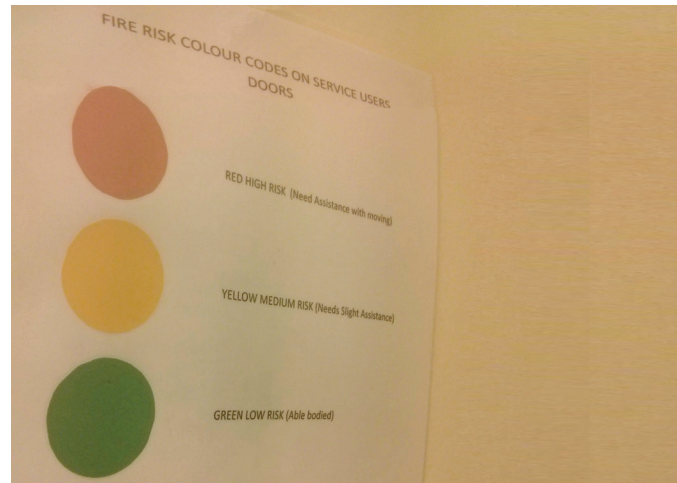 FIRE RISK COLOUR CODES ON SERVICE USERS
DOORS
RED HIGH RISK (Need Assistance with moving)
YELLOW MEDIUM RISK (Needs Slight Assistance)
GREEN LOW RISK (Able bodied)